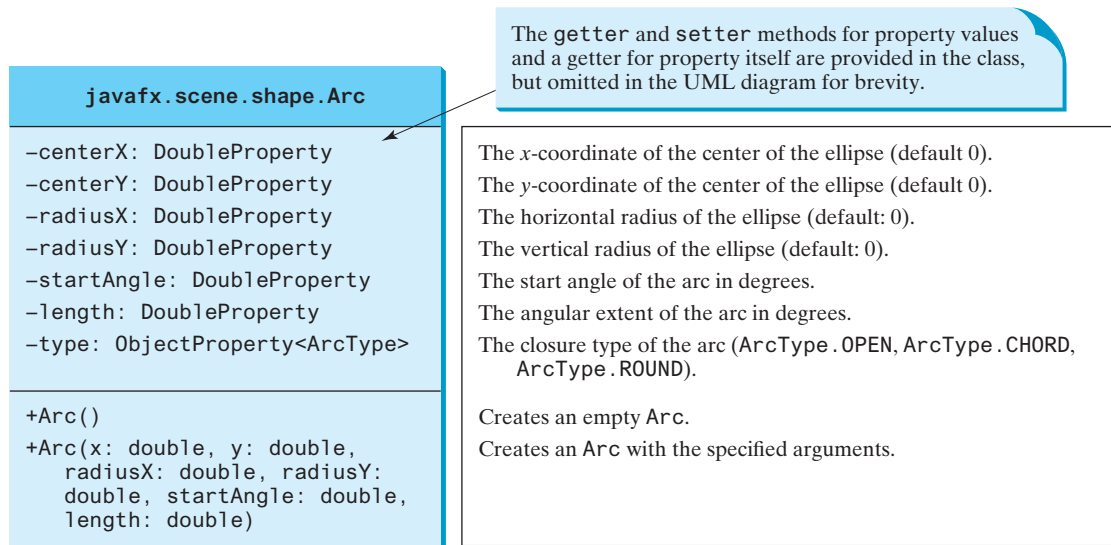 The getter and setter methods for property values
and a getter for property itself are provided in the class,
but omitted in the UML diagram for brevity.
javafx.scene.shape.Arc
–centerX: DoubleProperty
–centerY: DoubleProperty
–radiusX: DoubleProperty
–radiusY: DoubleProperty
–startAngle: DoubleProperty
–length: DoubleProperty
–type: ObjectProperty<ArcType>
+Arc()
+Arc(x: double, y: double,
radiusX: double, radiusY:
double, startAngle: double,
length: double)
The x-coordinate of the center of the ellipse (default 0).
The y-coordinate of the center of the ellipse (default 0).
The horizontal radius of the ellipse (default: 0).
The vertical radius of the ellipse (default: 0).
The start angle of the arc in degrees.
The angular extent of the arc in degrees.
The closure type of the arc (ArcType.OPEN, ArcType.CHORD,
ArcType.ROUND).
Creates an empty Arc.
Creates an Arc with the specified arguments.